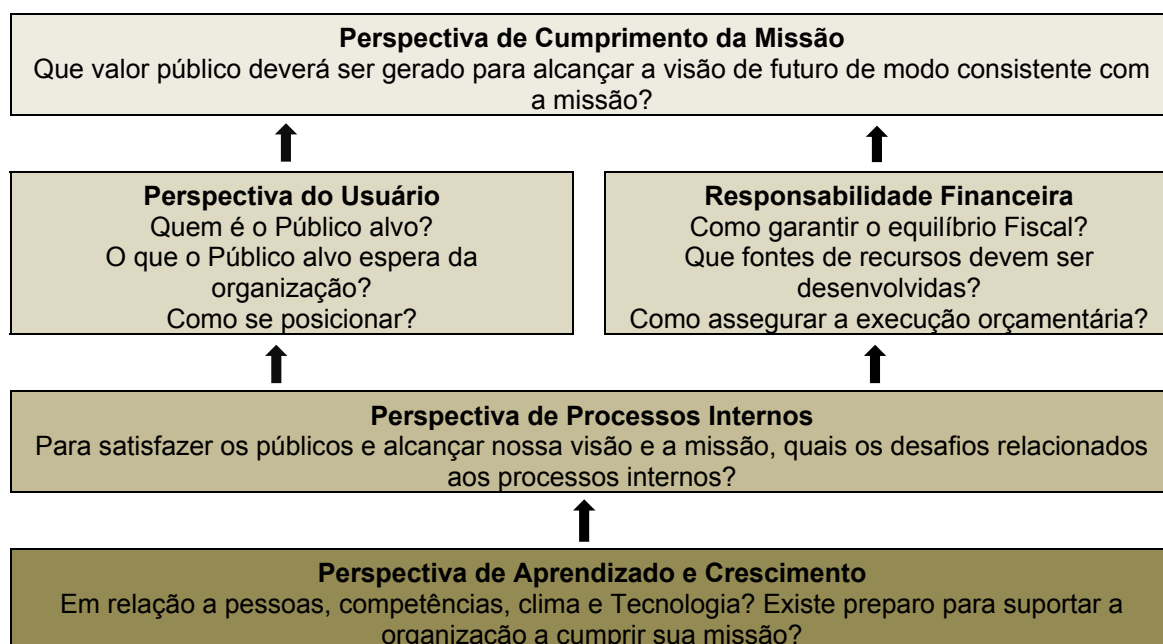 Perspectiva de Cumprimento da Missão
Que valor público deverá ser gerado para alcançar a visão de futuro de modo consistente com
a missão?
Perspectiva do Usuário
Quem é o Público alvo?
O que o Público alvo espera da
organização?
Como se posicionar?
Responsabilidade Financeira
Como garantir o equilíbrio Fiscal?
Que fontes de recursos devem ser
desenvolvidas?
Como assegurar a execução orçamentária?
Perspectiva de Processos Internos
Para satisfazer os públicos e alcançar nossa visão e a missão, quais os desafios relacionados
aos processos internos?
Perspectiva de Aprendizado e Crescimento
Em relação a pessoas, competências, clima e Tecnologia? Existe preparo para suportar a
organização a cumprir sua missão?